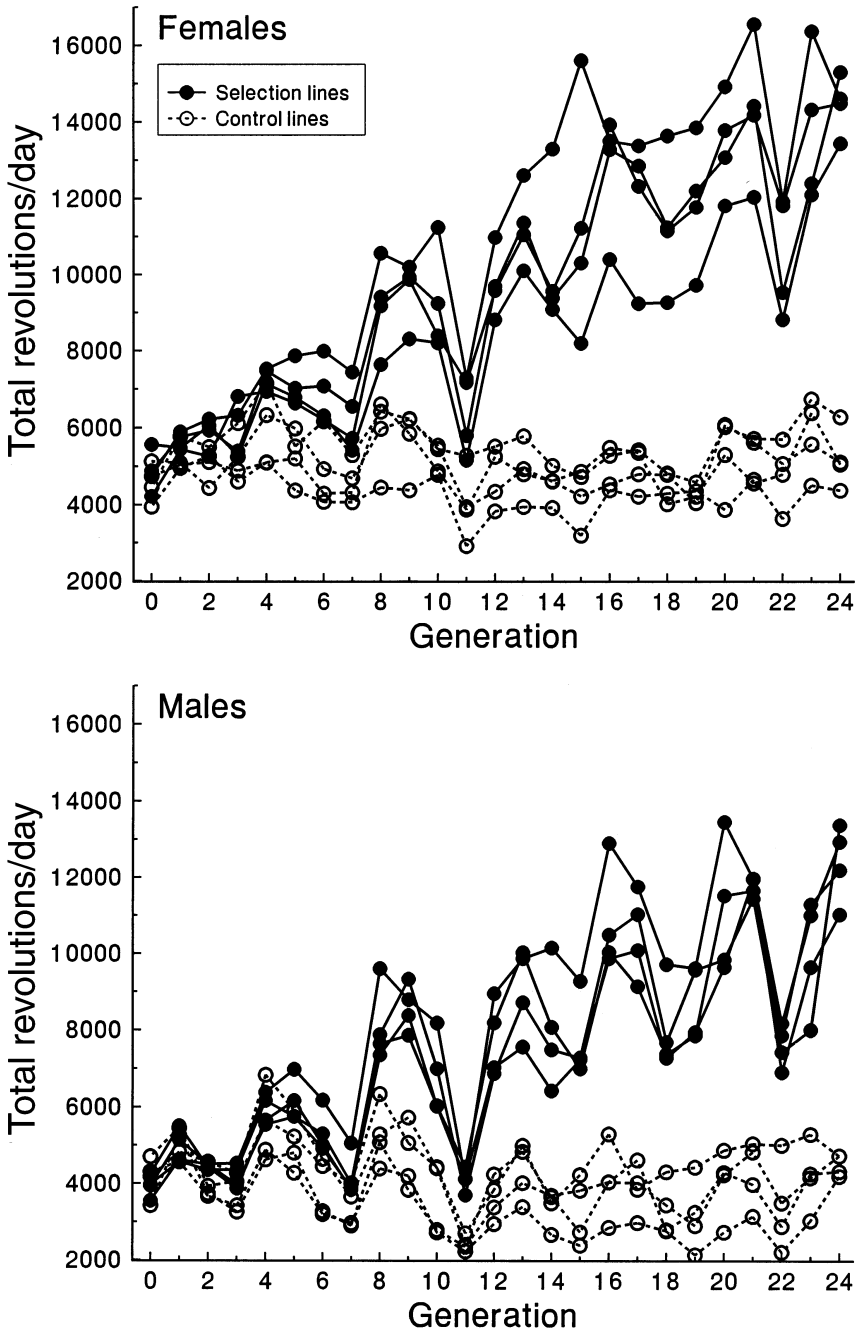 Females
Selection lines
Control lines
Total revolutions/day
16000
14000
12000
10000
8000
6000
4000
2000
0 2 4 6 8 10 12 14 16 18 20 22 24
Generation
Males
Total revolutions/day
16000
14000
12000
10000
8000
6000
4000
2000
0 2 4 6 8 10 12 14 16 18 20 22 24
Generation